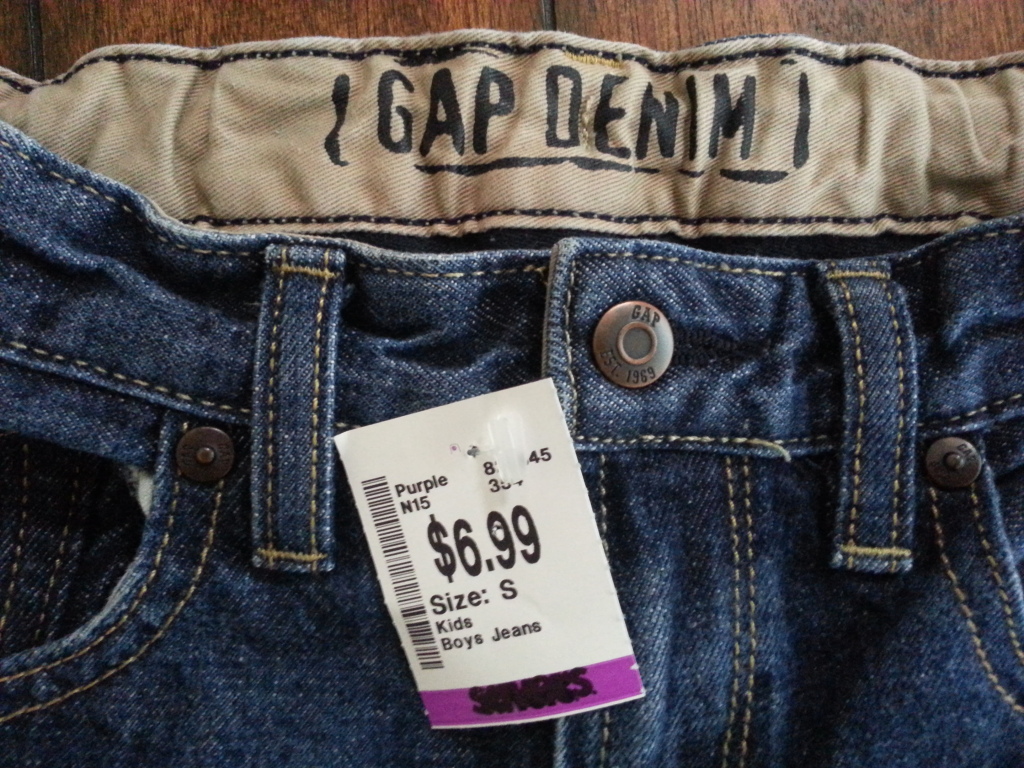 GAP DENIM
GAP
EST. 1969
Purple
N15
$6.99
Size: S
Kids
Boys Jeans